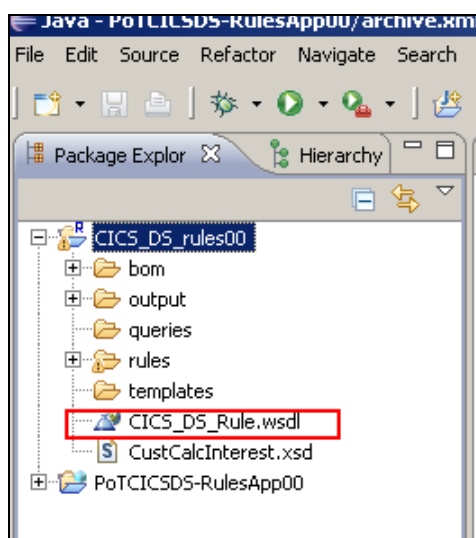 Java - PoTCICSDS-RulesApp00/archive.xml
File Edit Source Refactor Navigate Search
Package Explor Hierarchy
CICS_DS_rules00
bom
output
queries
rules
templates
CICS_DS_Rule.wsdl
CustCalcInterest.xsd
PoTCICSDS-RulesApp00